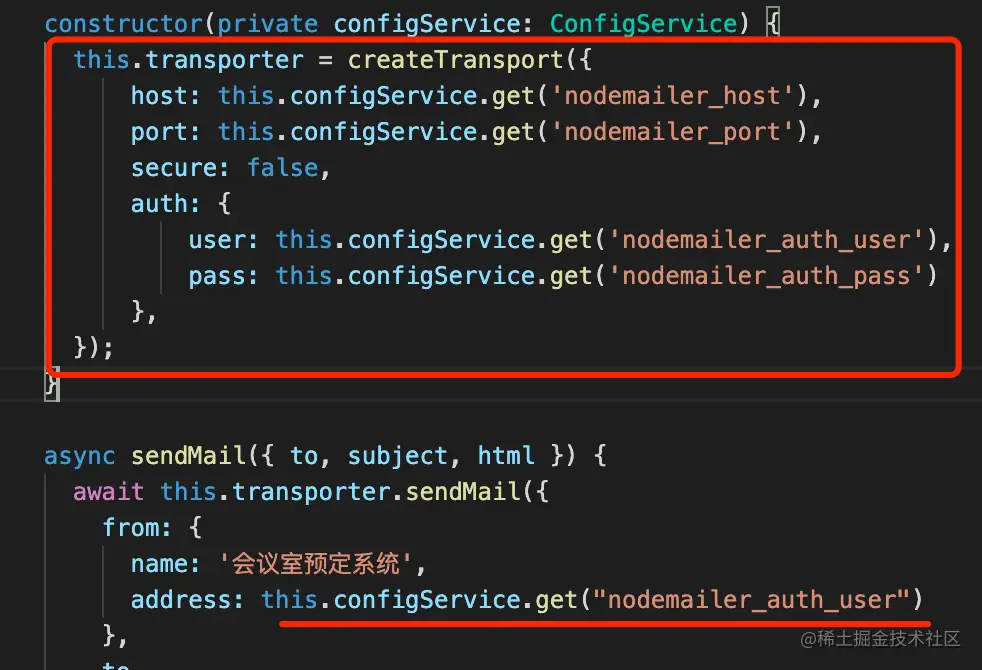 constructor(private configService: ConfigService) {
    this.transporter = createTransport({
        host: this.configService.get('nodemailer_host'),
        port: this.configService.get('nodemailer_port'),
        secure: false,
        auth: {
            user: this.configService.get('nodemailer_auth_user'),
            pass: this.configService.get('nodemailer_auth_pass')
        },
    });
}
async sendMail({ to, subject, html }) {
  await this.transporter.sendMail({
    from: {
      name: '会议室预定系统',
      address: this.configService.get("nodemailer_auth_user")
    },
@稀土掘金技术社区